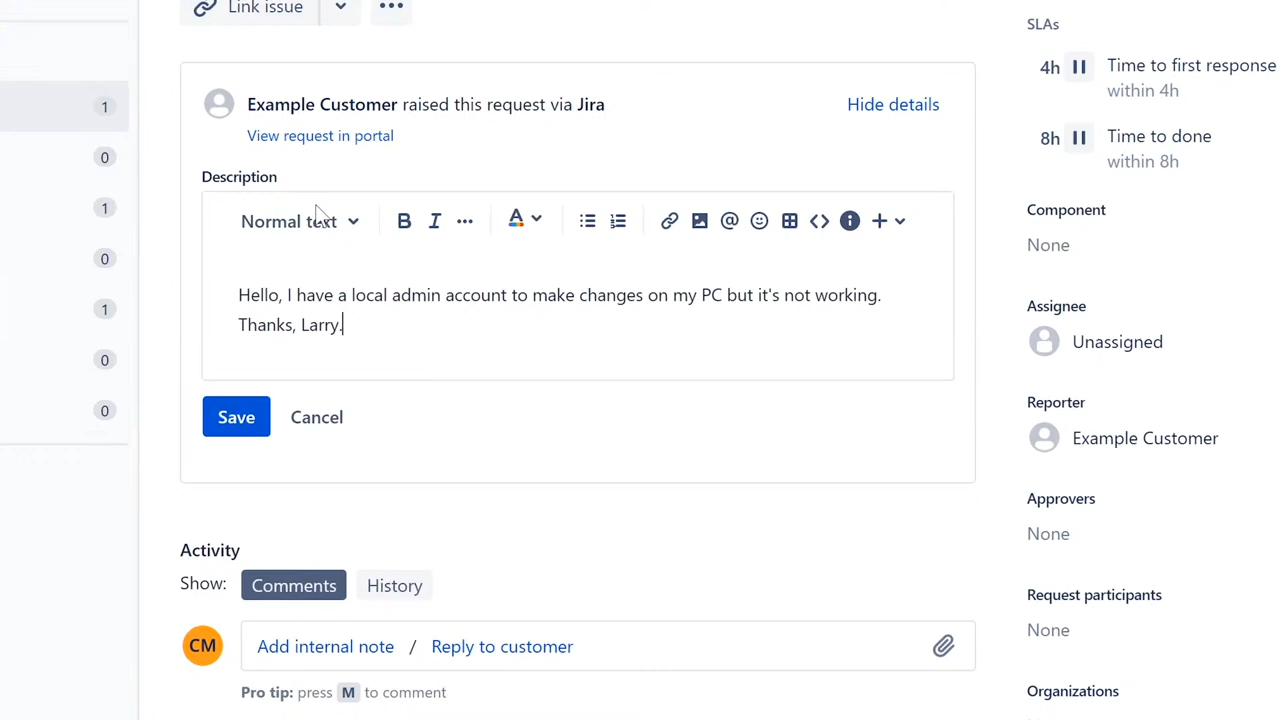 Link issue
Example Customer raised this request via Jira
Hide details
View request in portal
Description
Normal text
Hello, I have a local admin account to make changes on my PC but it's not working.
Thanks, Larry.
Save
Cancel
Activity
Show:
Comments
History
CM
Add internal note / Reply to customer
Pro tip: press M to comment
1
0
1
0
1
0
0
SLAs
4h
Time to first response
within 4h
8h
Time to done
within 8h
Component
None
Assignee
Unassigned
Reporter
Example Customer
Approvers
None
Request participants
None
Organizations